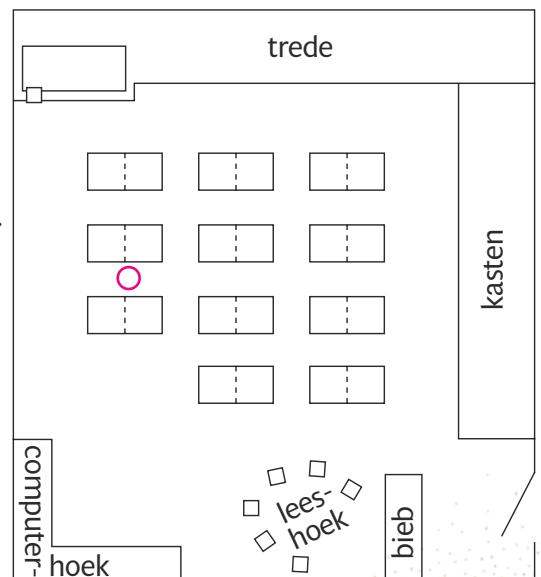 trede
kasten
computer-
hoek
lees-
hoek
bieb